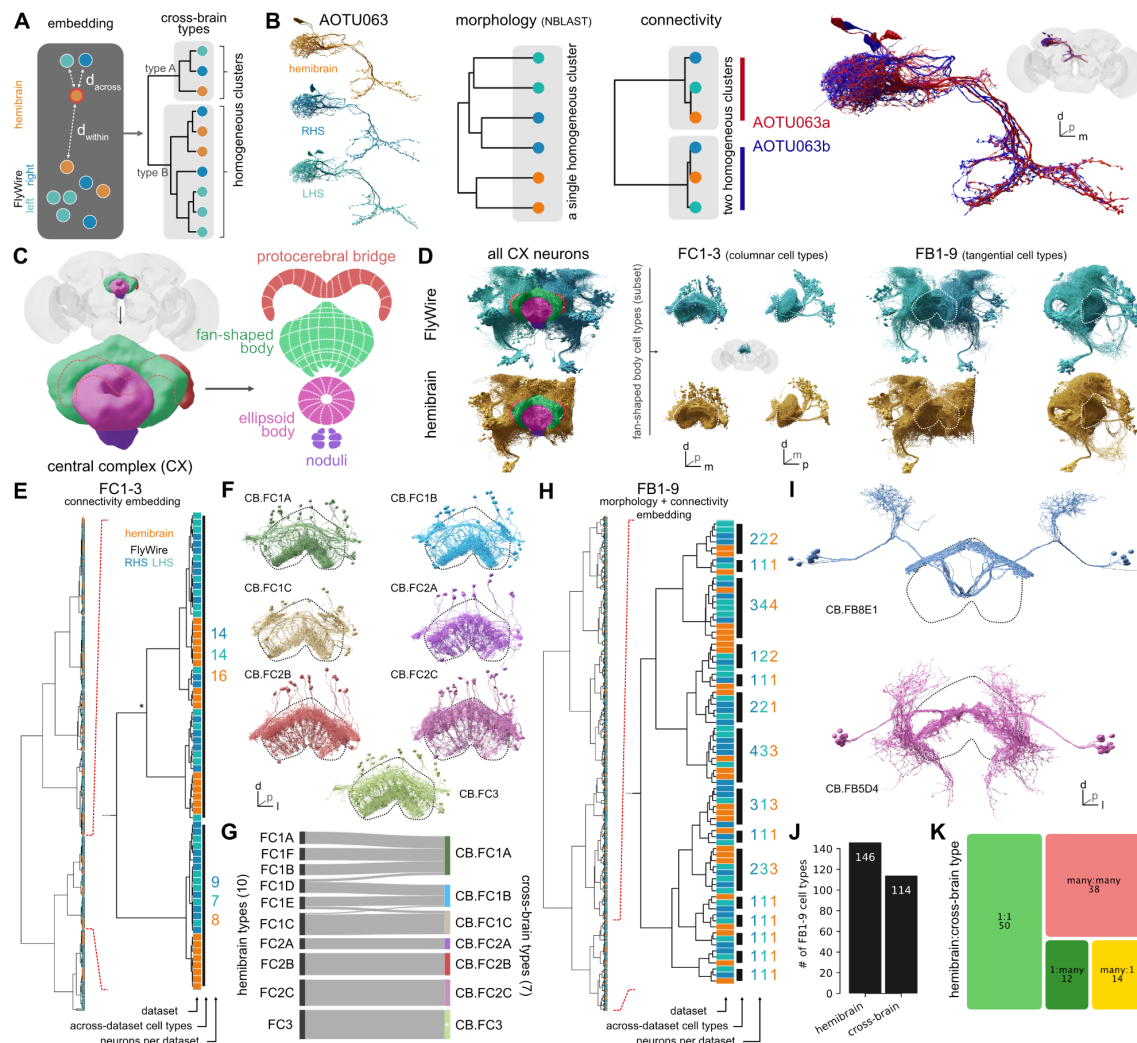 A
embedding
cross-brain
types
hemibrain
FlyWire
left right
d across
d within
type A
type B
homogeneous clusters
B
AOTU063
hemibrain
RHS
LHS
morphology (NBLAST)
a single homogeneous cluster
connectivity
two homogeneous clusters
AOTU063a
AOTU063b
d
p
m
C
protocerebral bridge
fan-shaped
body
ellipsoid
body
noduli
central complex (CX)
D
all CX neurons
FC1-3 (columnar cell types)
FB1-9 (tangential cell types)
FlyWire
hemibrain
fan-shaped body cell types (subset)
d
p
m
d
m
p
d
p
m
d
m
p
E
FC1-3
connectivity embedding
hemibrain
FlyWire
RHS LHS
*
14
14
16
9
7
8
dataset
across-dataset cell types
neurons per dataset
F
CB.FC1A
CB.FC1B
CB.FC1C
CB.FC2A
CB.FC2B
CB.FC2C
CB.FC3
d
p
l
G
hemibrain types (10)
FC1A
FC1F
FC1B
FC1D
FC1E
FC1C
FC2A
FC2B
FC2C
FC3
CB.FC1A
CB.FC1B
CB.FC1C
CB.FC2A
CB.FC2B
CB.FC2C
CB.FC3
cross-brain types (7)
H
FB1-9
morphology + connectivity
embedding
222
111
344
122
111
221
433
313
111
233
111
111
111
111
111
dataset
across-dataset cell types
neurons per dataset
I
CB.FB8E1
CB.FB5D4
d
p
l
J
# of FB1-9 cell types
140
120
100
80
60
40
20
0
146
114
hemibrain
cross-brain
K
hemibrain:cross-brain type
1:1
50
many:many
38
1:many
12
many:1
14